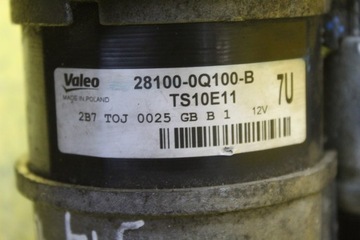 Valeo 28100-0Q100-B 7U
MADE IN POLAND TS10E11 12V
2B7 TOJ 0025 GB B 1